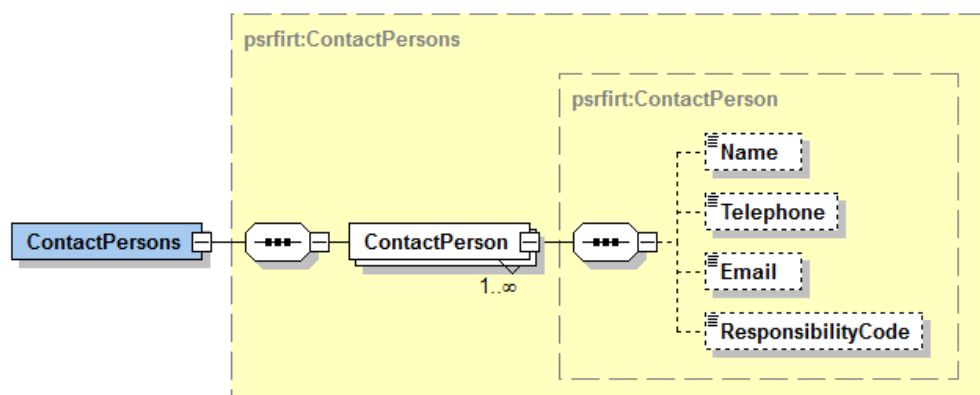 psrfirt:ContactPersons
psrfirt:ContactPerson
Name
Telephone
ContactPersons
ContactPerson
1..∞
Email
ResponsibilityCode